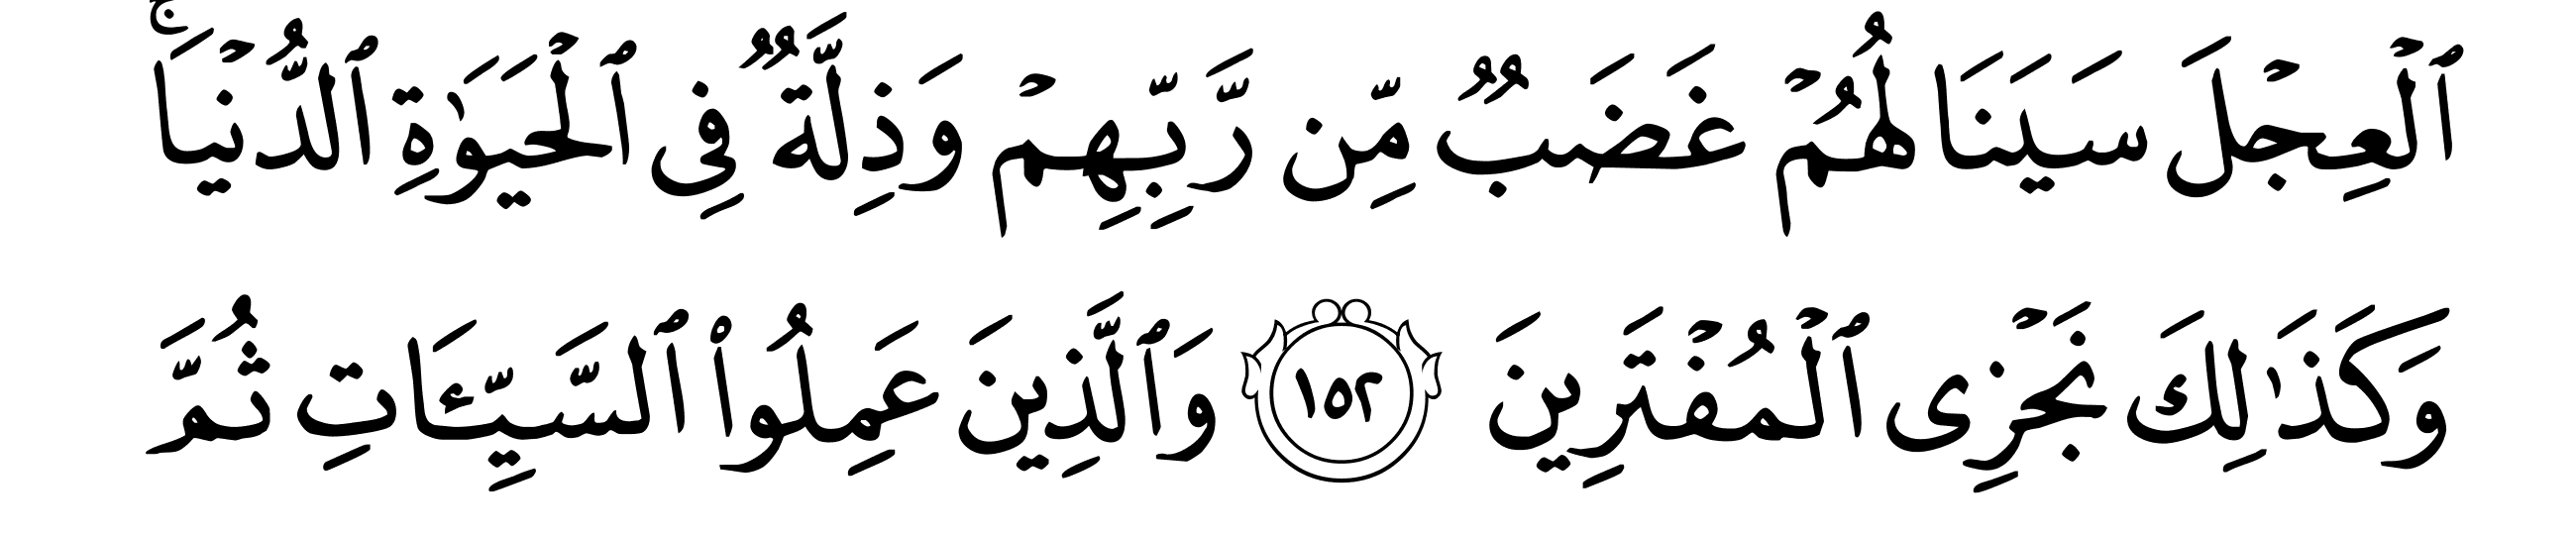 ٱلۡعِجۡلَ سَيَنَالُهُمۡ غَضَبٌۭ مِّن رَّبِّهِمۡ وَذِلَّةٌۭ فِى ٱلۡحَيَوٰةِ ٱلدُّنۡيَاۚ
وَكَذَٰلِكَ نَجۡزِى ٱلۡمُفۡتَرِينَ ١٥٢ وَٱلَّذِينَ عَمِلُوا۟ ٱلسَّيِّـَٔاتِ ثُمَّ